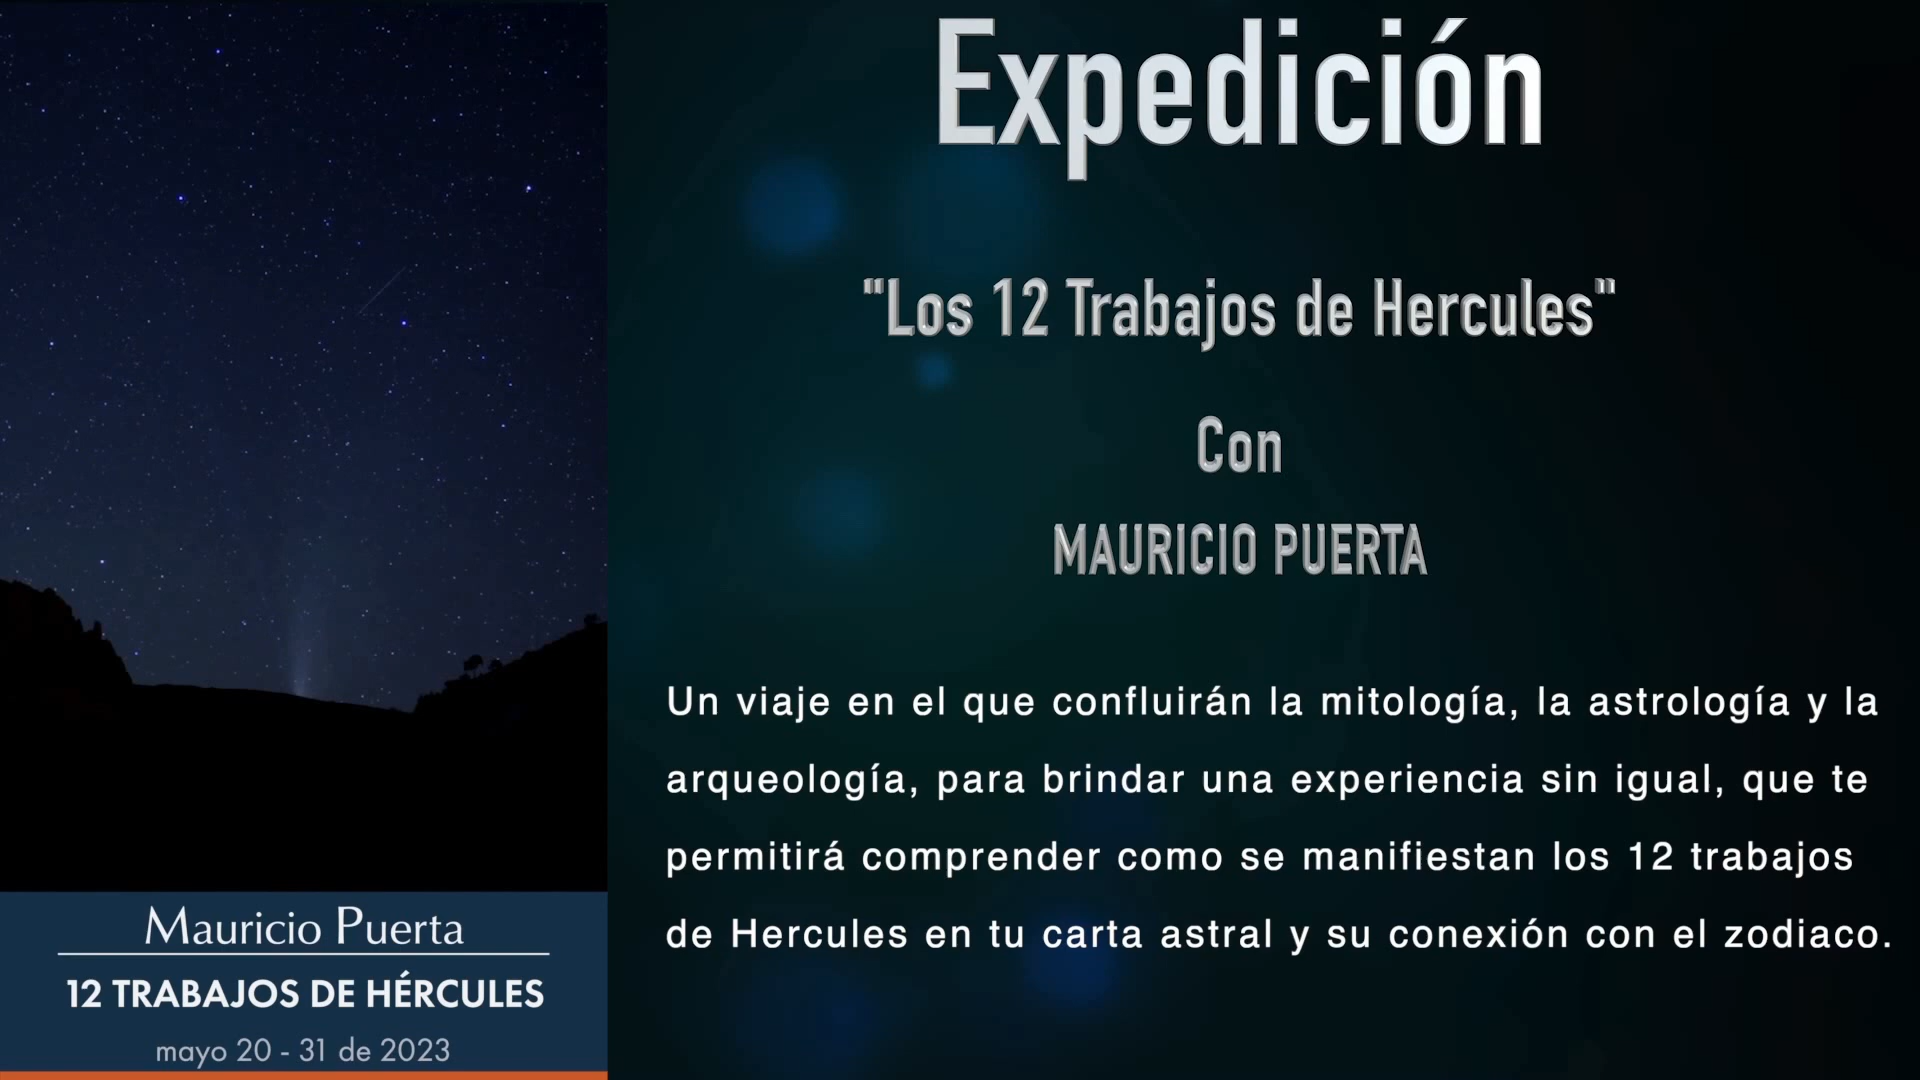 Expedición
"Los 12 Trabajos de Hercules"
Con
MAURICIO PUERTA
Un viaje en el que confluirán la mitología, la astrología y la
arqueología, para brindar una experiencia sin igual, que te
permitirá comprender como se manifiestan los 12 trabajos
de Hercules en tu carta astral y su conexión con el zodiaco.
Mauricio Puerta
12 TRABAJOS DE HÉRCULES
mayo 20 - 31 de 2023